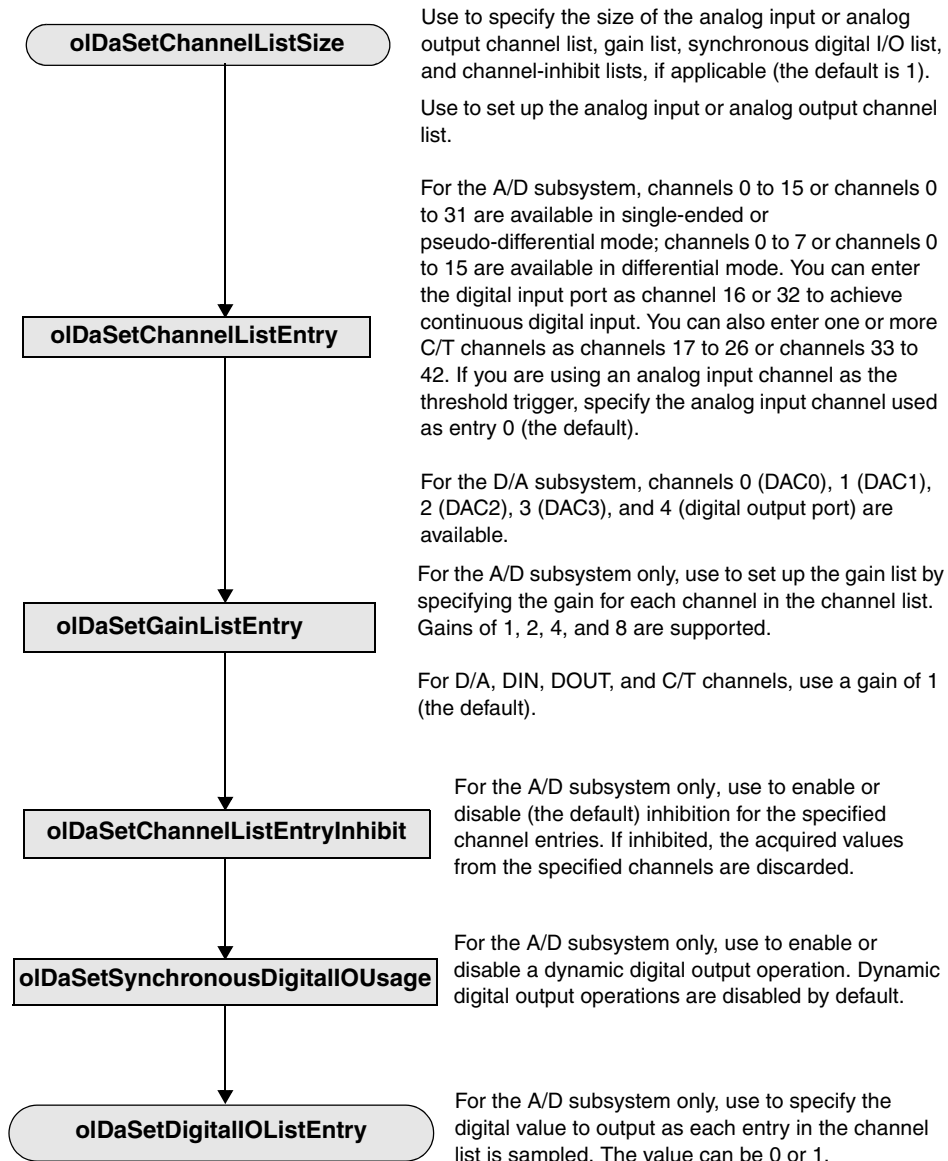 olDaSetChannelListSize
Use to specify the size of the analog input or analog
output channel list, gain list, synchronous digital I/O list,
and channel-inhibit lists, if applicable (the default is 1).
Use to set up the analog input or analog output channel
list.
For the A/D subsystem, channels 0 to 15 or channels 0
to 31 are available in single-ended or
pseudo-differential mode; channels 0 to 7 or channels 0
to 15 are available in differential mode. You can enter
the digital input port as channel 16 or 32 to achieve
continuous digital input. You can also enter one or more
C/T channels as channels 17 to 26 or channels 33 to
42. If you are using an analog input channel as the
threshold trigger, specify the analog input channel used
as entry 0 (the default).
olDaSetChannelListEntry
For the D/A subsystem, channels 0 (DAC0), 1 (DAC1),
2 (DAC2), 3 (DAC3), and 4 (digital output port) are
available.
olDaSetGainListEntry
For the A/D subsystem only, use to set up the gain list by
specifying the gain for each channel in the channel list.
Gains of 1, 2, 4, and 8 are supported.
For D/A, DIN, DOUT, and C/T channels, use a gain of 1
(the default).
olDaSetChannelListEntryInhibit
For the A/D subsystem only, use to enable or
disable (the default) inhibition for the specified
channel entries. If inhibited, the acquired values
from the specified channels are discarded.
olDaSetSynchronousDigitalIOUsage
For the A/D subsystem only, use to enable or
disable a dynamic digital output operation. Dynamic
digital output operations are disabled by default.
olDaSetDigitalIOListEntry
For the A/D subsystem only, use to specify the
digital value to output as each entry in the channel
list is sampled. The value can be 0 or 1.